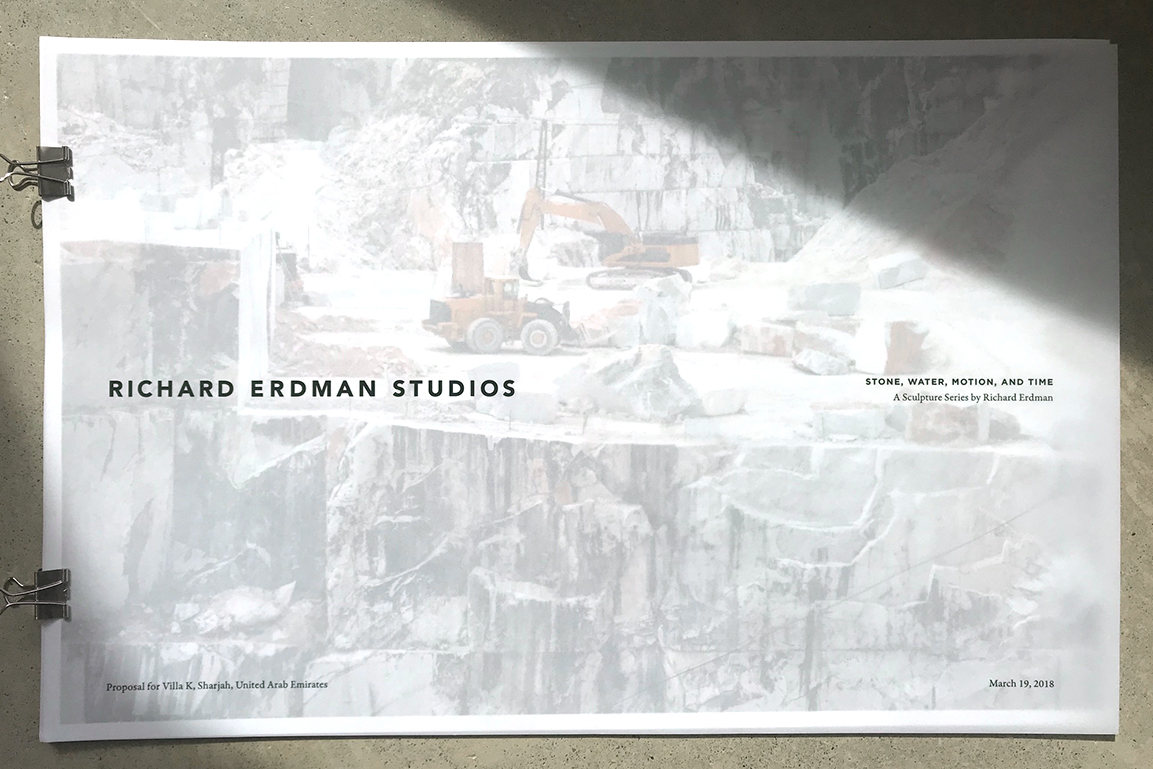 RICHARD ERDMAN STUDIOS
STONE, WATER, MOTION, AND TIME
A Sculpture Series by Richard Erdman
Proposal for Villa K, Sharjah, United Arab Emirates
March 19, 2018